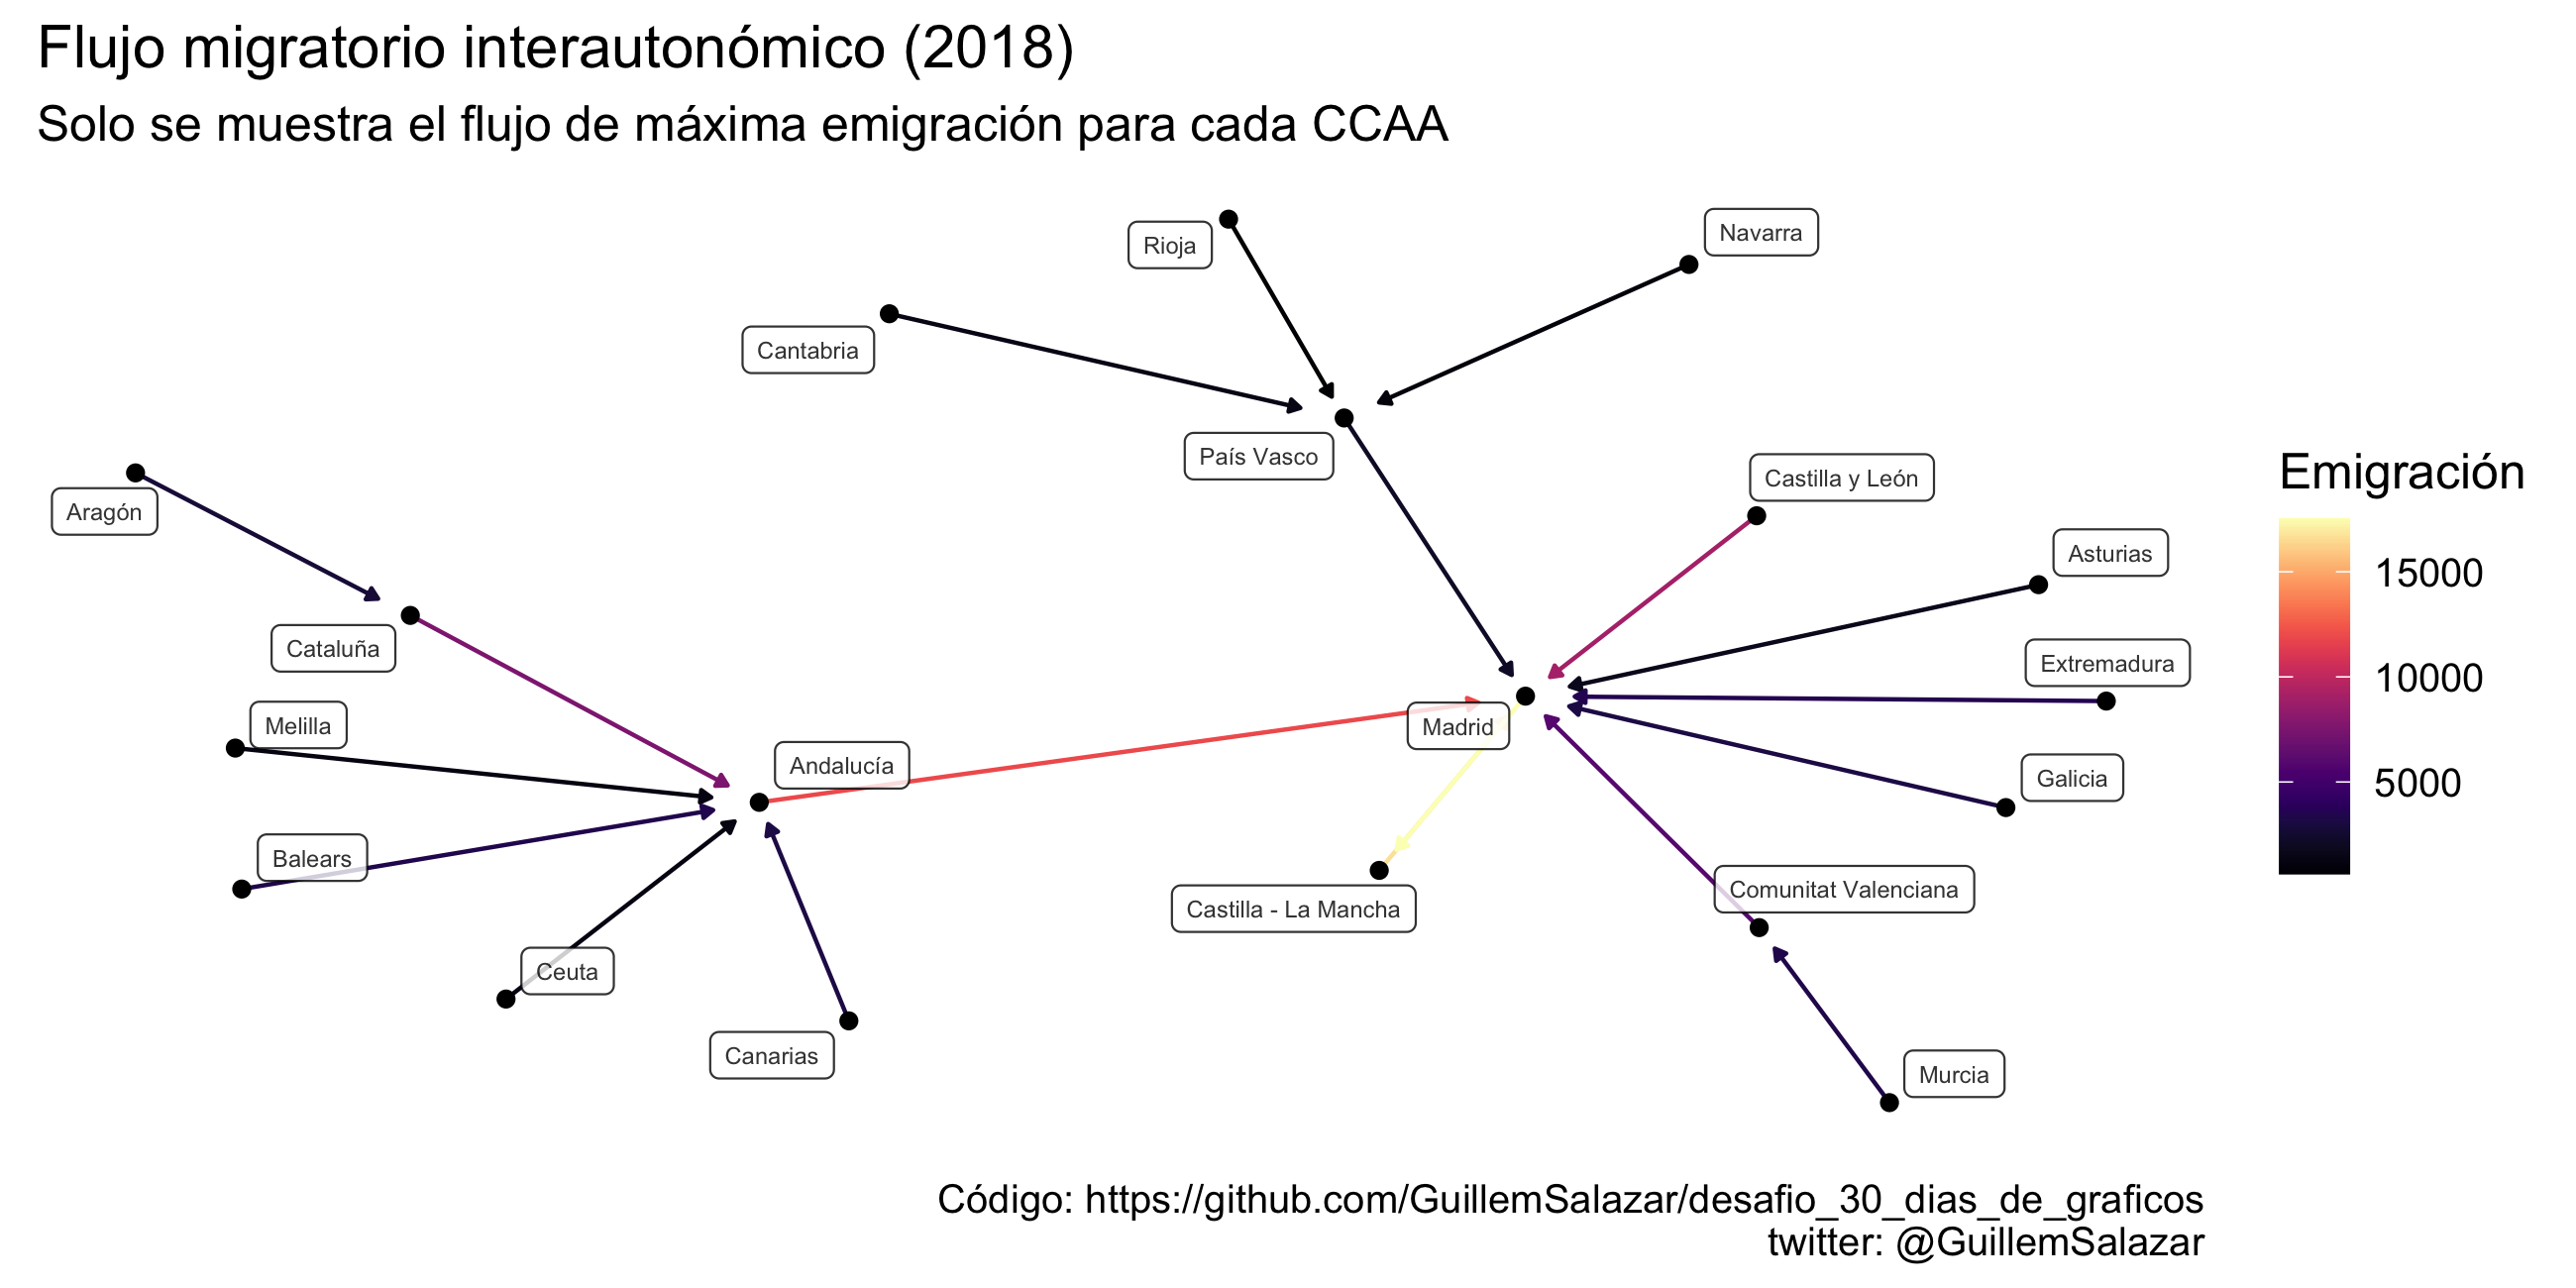 Flujo migratorio interautonómico (2018)
Solo se muestra el flujo de máxima emigración para cada CCAA
Rioja
Navarra
Cantabria
País Vasco
Castilla y León
Aragón
Asturias
Cataluña
Extremadura
Melilla
Madrid
Andalucía
Galicia
Balears
Comunitat Valenciana
Castilla - La Mancha
Ceuta
Canarias
Murcia
Emigración
15000
10000
5000
Código: https://github.com/GuillemSalazar/desafio_30_dias_de_graficos
twitter: @GuillemSalazar